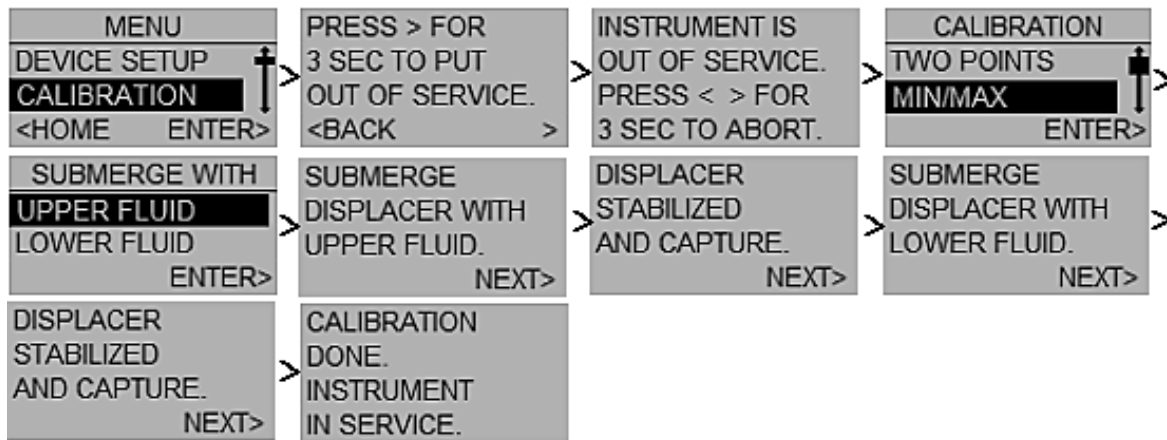 MENU
DEVICE SETUP
CALIBRATION
<HOME ENTER>
>
PRESS > FOR
3 SEC TO PUT
OUT OF SERVICE.
<BACK >
>
INSTRUMENT IS
OUT OF SERVICE.
PRESS < > FOR
3 SEC TO ABORT.
>
CALIBRATION
TWO POINTS
MIN/MAX
ENTER>
>
SUBMERGE WITH
UPPER FLUID
LOWER FLUID
ENTER>
>
SUBMERGE
DISPLACER WITH
UPPER FLUID.
NEXT>
>
DISPLACER
STABILIZED
AND CAPTURE.
NEXT>
>
SUBMERGE
DISPLACER WITH
LOWER FLUID.
NEXT>
>
DISPLACER
STABILIZED
AND CAPTURE.
NEXT>
>
CALIBRATION
DONE.
INSTRUMENT
IN SERVICE.